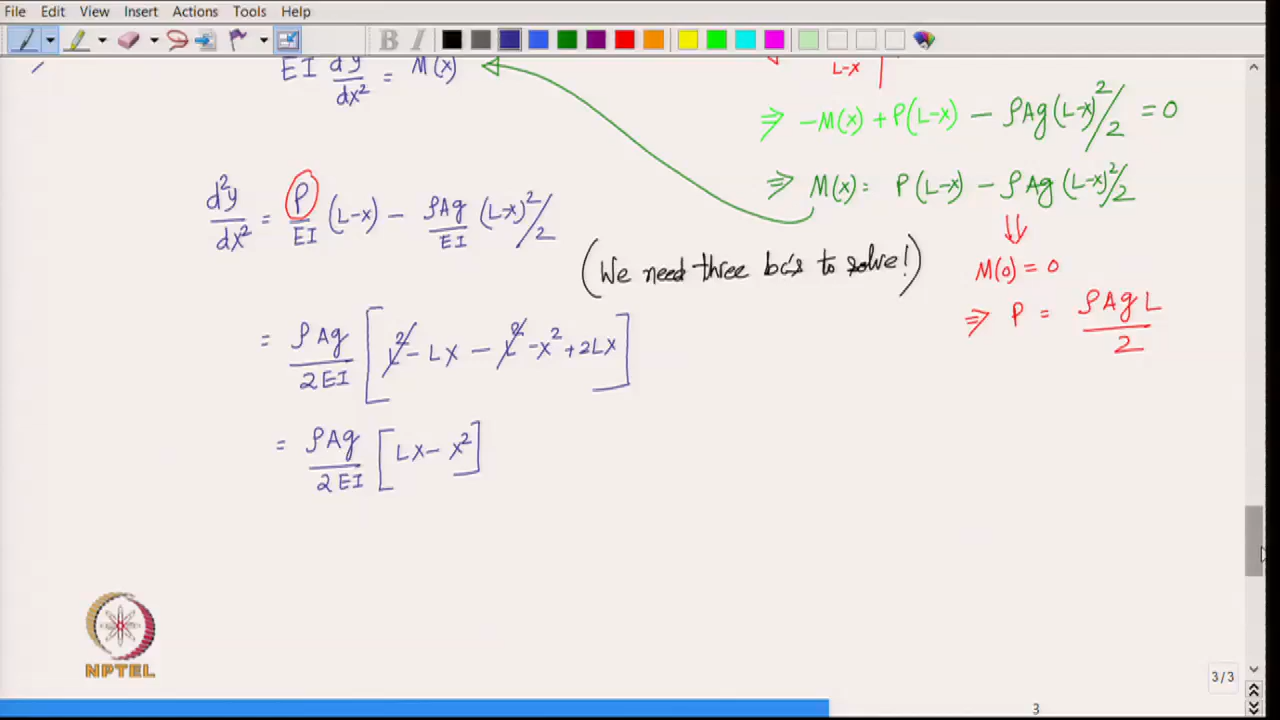 File Edit View Insert Actions Tools Help
B I
EI d²y/dx² = M(x)
L-x
⇒ -M(x) + P(L-x) - ρAg(L-x)²/2 = 0
⇒ M(x) = P(L-x) - ρAg(L-x)²/2
d²y/dx² = P/EI (L-x) - ρAg/EI (L-x)²/2
(We need three bc's to solve!)
⇓
M(0) = 0
⇒ P = ρAgL/2
= ρAg/2EI [L² - Lx - L² - x² + 2Lx]
= ρAg/2EI [Lx - x²]
NPTEL
3/3
3